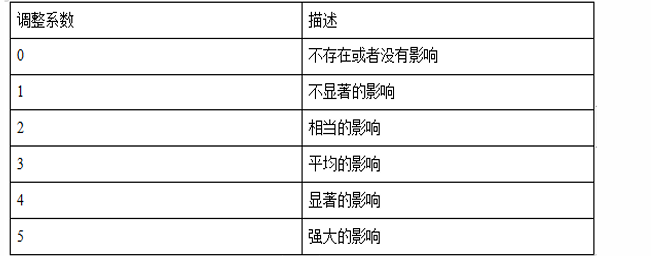 调整系数 描述
0 不存在或者没有影响
1 不显著的影响
2 相当的影响
3 平均的影响
4 显著的影响
5 强大的影响